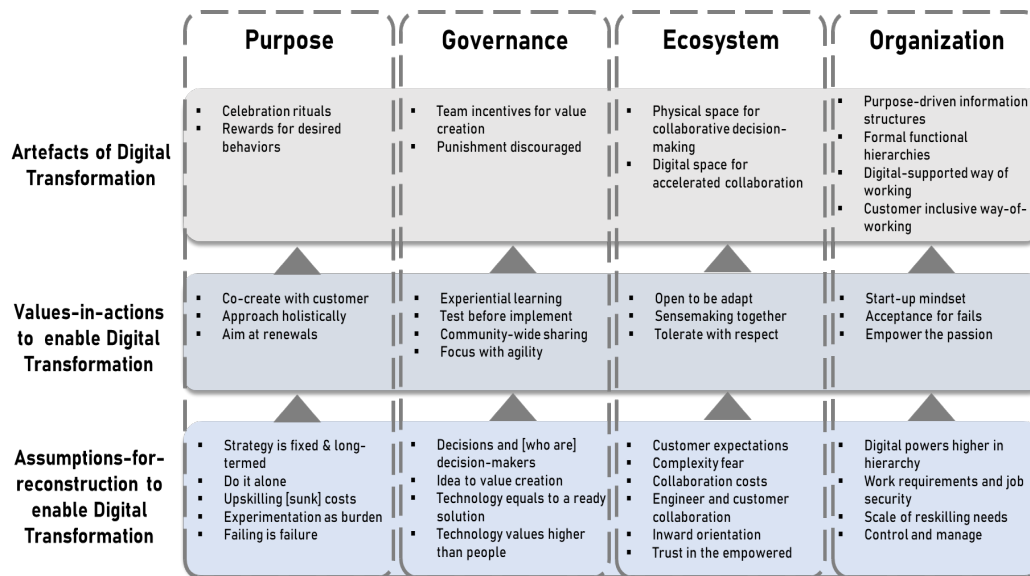 Purpose
Governance
Ecosystem
Organization
Artefacts of Digital
Transformation
▪ Celebration rituals
▪ Rewards for desired
behaviors
▪ Team incentives for value
creation
▪ Punishment discouraged
▪ Physical space for
collaborative decision-
making
▪ Digital space for
accelerated collaboration
▪ Purpose-driven information
structures
▪ Formal functional
hierarchies
▪ Digital-supported way of
working
▪ Customer inclusive way-of-
working
Values-in-actions
to enable Digital
Transformation
▪ Co-create with customer
▪ Approach holistically
▪ Aim at renewals
▪ Experiential learning
▪ Test before implement
▪ Community-wide sharing
▪ Focus with agility
▪ Open to be adapt
▪ Sensemaking together
▪ Tolerate with respect
▪ Start-up mindset
▪ Acceptance for fails
▪ Empower the passion
Assumptions-for-
reconstruction to
enable Digital
Transformation
▪ Strategy is fixed & long-
termed
▪ Do it alone
▪ Upskilling [sunk] costs
▪ Experimentation as burden
▪ Failing is failure
▪ Decisions and [who are]
decision-makers
▪ Idea to value creation
▪ Technology equals to a ready
solution
▪ Technology values higher
than people
▪ Customer expectations
▪ Complexity fear
▪ Collaboration costs
▪ Engineer and customer
collaboration
▪ Inward orientation
▪ Trust in the empowered
▪ Digital powers higher in
hierarchy
▪ Work requirements and job
security
▪ Scale of reskilling needs
▪ Control and manage